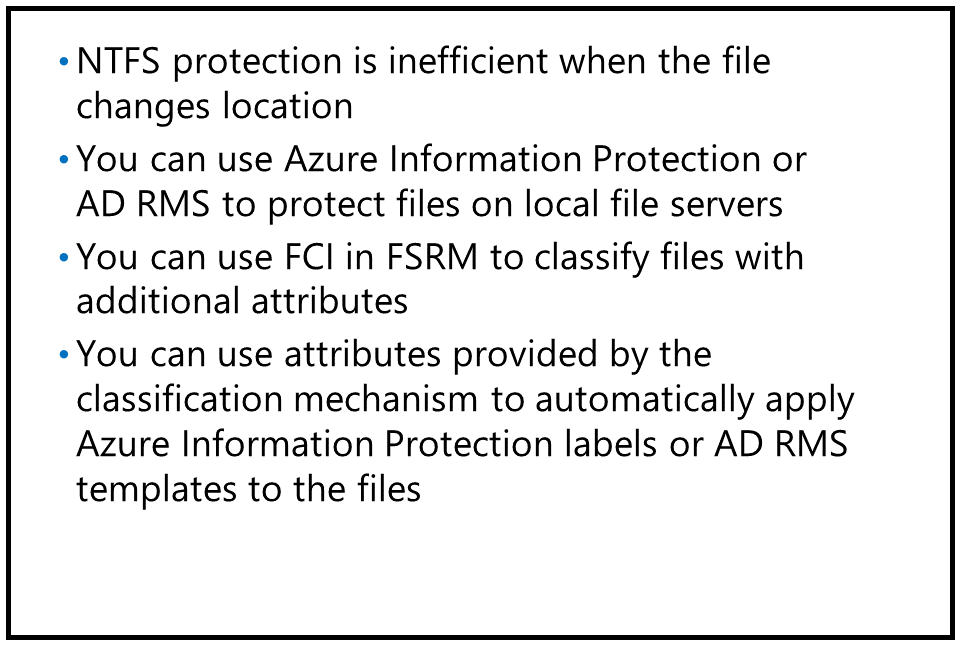 • NTFS protection is inefficient when the file
changes location
• You can use Azure Information Protection or
AD RMS to protect files on local file servers
• You can use FCI in FSRM to classify files with
additional attributes
• You can use attributes provided by the
classification mechanism to automatically apply
Azure Information Protection labels or AD RMS
templates to the files